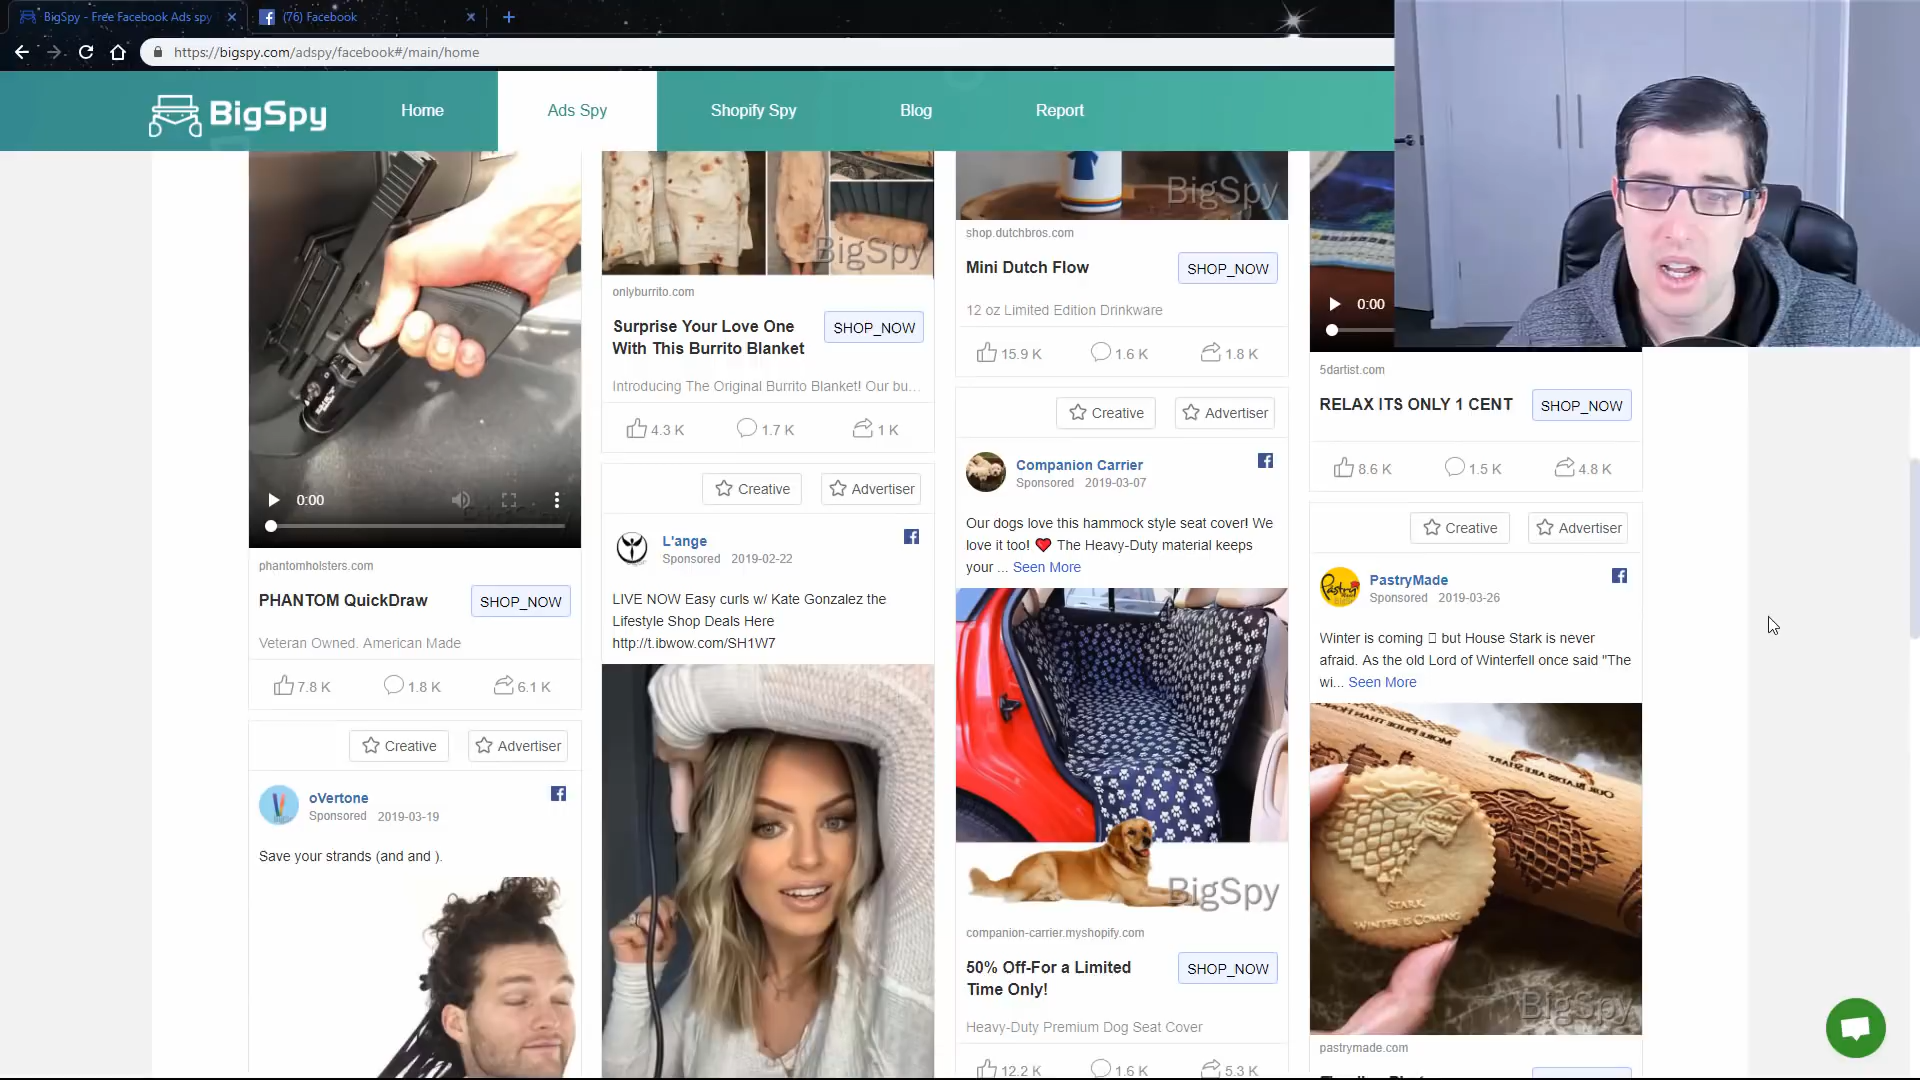 BigSpy - Free Facebook Ads spy
(76) Facebook
https://bigspy.com/adspy/facebook#/main/home
BigSpy
Home
Ads Spy
Shopify Spy
Blog
Report
0:00
phantomholsters.com
PHANTOM QuickDraw
SHOP_NOW
Veteran Owned. American Made
7.8 K
1.8 K
6.1 K
Creative
Advertiser
oVertone
Sponsored 2019-03-19
Save your strands (and and ).
BigSpy
onlyburrito.com
Surprise Your Love One
With This Burrito Blanket
SHOP_NOW
Introducing The Original Burrito Blanket! Our bu...
4.3 K
1.7 K
1 K
Creative
Advertiser
L'ange
Sponsored 2019-02-22
LIVE NOW Easy curls w/ Kate Gonzalez the
Lifestyle Shop Deals Here
http://t.ibwow.com/SH1W7
BigSpy
shop.dutchbros.com
Mini Dutch Flow
SHOP_NOW
12 oz Limited Edition Drinkware
15.9 K
1.6 K
1.8 K
Creative
Advertiser
Companion Carrier
Sponsored 2019-03-07
Our dogs love this hammock style seat cover! We
love it too! ❤ The Heavy-Duty material keeps
your ... Seen More
BigSpy
companion-carrier.myshopify.com
50% Off-For a Limited
Time Only!
SHOP_NOW
Heavy-Duty Premium Dog Seat Cover
12.2 K
1.6 K
5.3 K
0:00
5dartist.com
RELAX ITS ONLY 1 CENT
SHOP_NOW
8.6 K
1.5 K
4.8 K
Creative
Advertiser
PastryMade
Sponsored 2019-03-26
Winter is coming but House Stark is never
afraid. As the old Lord of Winterfell once said "The
wi... Seen More
STARK
WINTER IS COMING
BigSpy
pastrymade.com